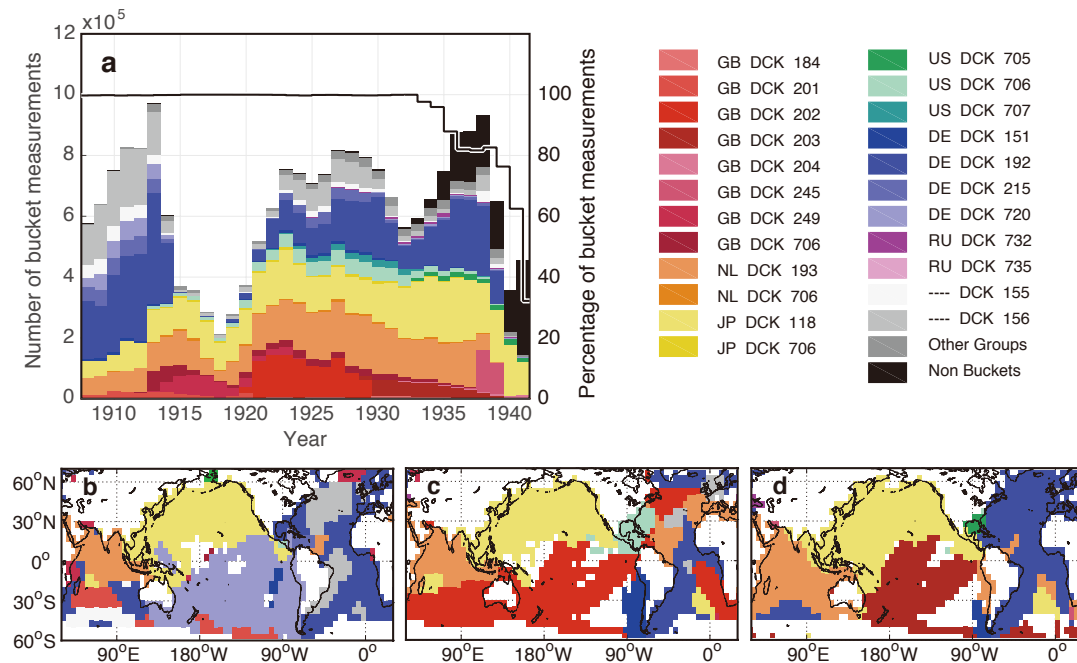 x10⁵
12
10
8
6
4
2
0
Number of bucket measurements
a
100
80
60
40
20
0
Percentage of bucket measurements
1910 1915 1920 1925 1930 1935 1940
Year
GB DCK 184
GB DCK 201
GB DCK 202
GB DCK 203
GB DCK 204
GB DCK 245
GB DCK 249
GB DCK 706
NL DCK 193
NL DCK 706
JP DCK 118
JP DCK 706
US DCK 705
US DCK 706
US DCK 707
DE DCK 151
DE DCK 192
DE DCK 215
DE DCK 720
RU DCK 732
RU DCK 735
---- DCK 155
---- DCK 156
Other Groups
Non Buckets
60°N
30°N
0°
30°S
60°S
b
90°E 180°W 90°W 0°
c
90°E 180°W 90°W 0°
d
90°E 180°W 90°W 0°